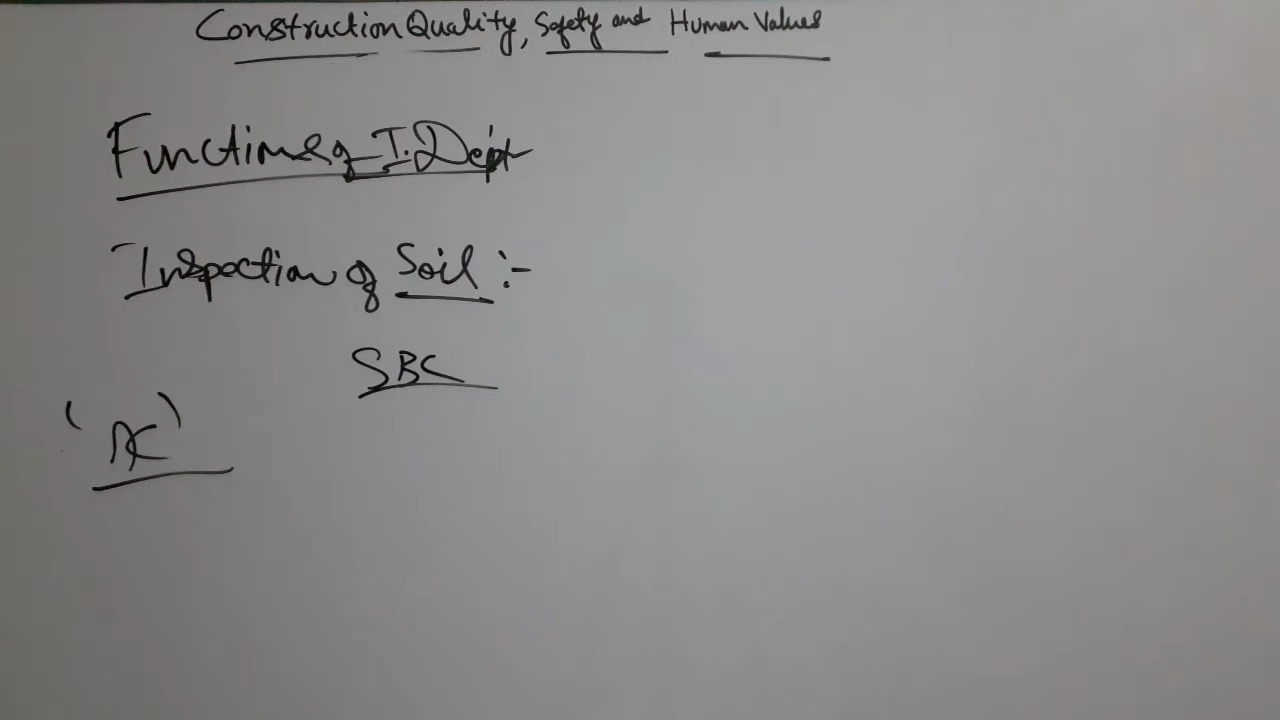 Construction Quality, Safety and Human Values
Functions of I. Dept
Inspection of Soil :-
SBC